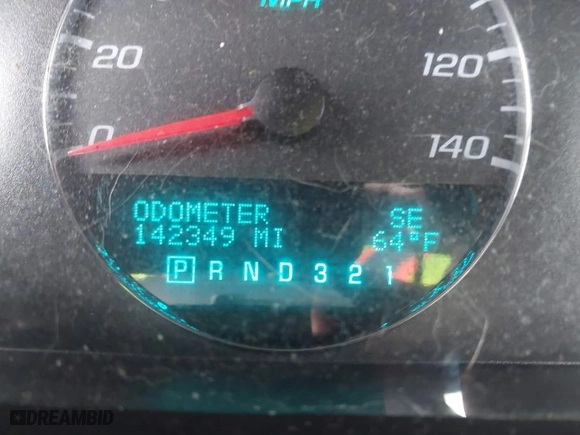 MPH
20
120
0
140
ODOMETER SE
142349 MI 64°F
P R N D 3 2 1
DREAMBID